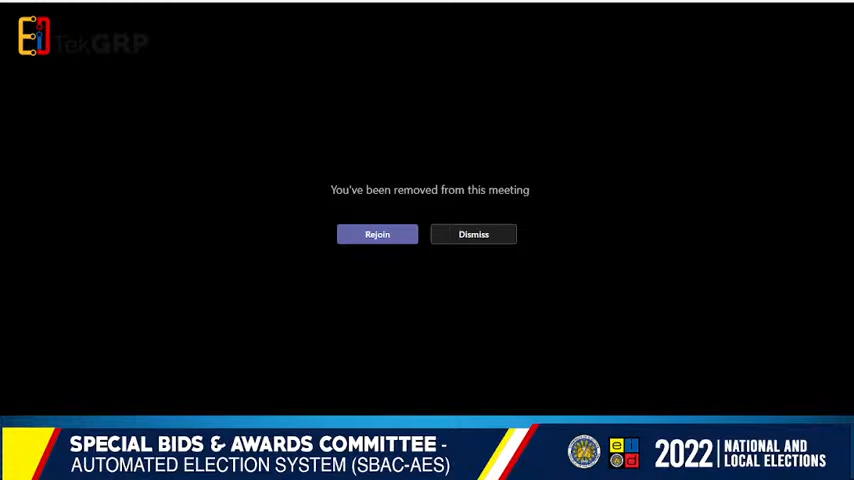 TekGRP
You've been removed from this meeting
Rejoin
Dismiss
SPECIAL BIDS & AWARDS COMMITTEE -
AUTOMATED ELECTION SYSTEM (SBAC-AES)
e i d
2022 NATIONAL AND
LOCAL ELECTIONS